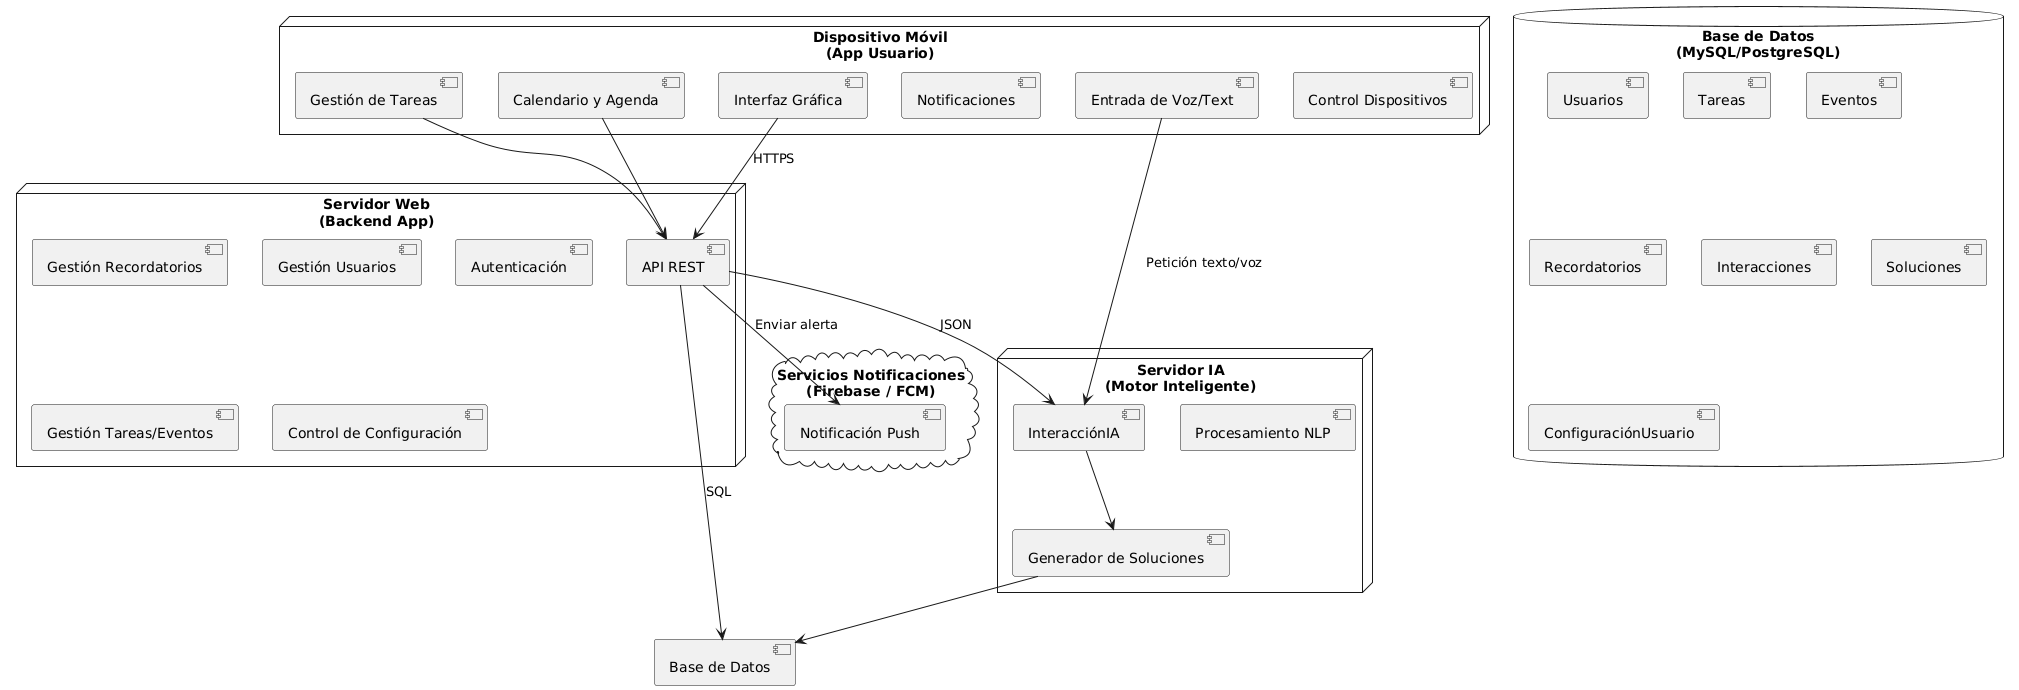 Dispositivo Móvil
(App Usuario)
Gestión de Tareas
Calendario y Agenda
Interfaz Gráfica
Notificaciones
Entrada de Voz/Text
Control Dispositivos
Base de Datos
(MySQL/PostgreSQL)
Usuarios
Tareas
Eventos
Recordatorios
Interacciones
Soluciones
ConfiguraciónUsuario
HTTPS
Servidor Web
(Backend App)
Gestión Recordatorios
Gestión Usuarios
Autenticación
API REST
Gestión Tareas/Eventos
Control de Configuración
Petición texto/voz
Enviar alerta
JSON
Servicios Notificaciones
(Firebase / FCM)
Notificación Push
Servidor IA
(Motor Inteligente)
InteracciónIA
Procesamiento NLP
Generador de Soluciones
SQL
Base de Datos